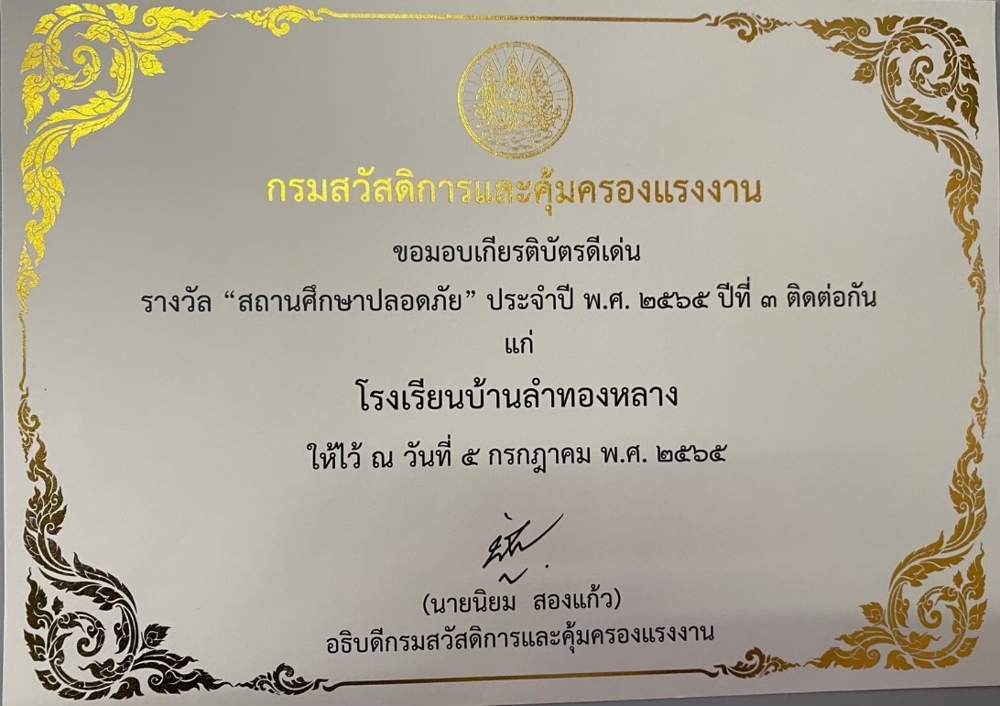 กรมสวัสดิการและคุ้มครองแรงงาน
ขอมอบเกียรติบัตรดีเด่น
รางวัล “สถานศึกษาปลอดภัย” ประจำปี พ.ศ. ๒๕๖๕ ปีที่ ๓ ติดต่อกัน
แก่
โรงเรียนบ้านลำทองหลาง
ให้ไว้ ณ วันที่ ๕ กรกฎาคม พ.ศ. ๒๕๖๕
(นายนิยม สองแก้ว)
อธิบดีกรมสวัสดิการและคุ้มครองแรงงาน